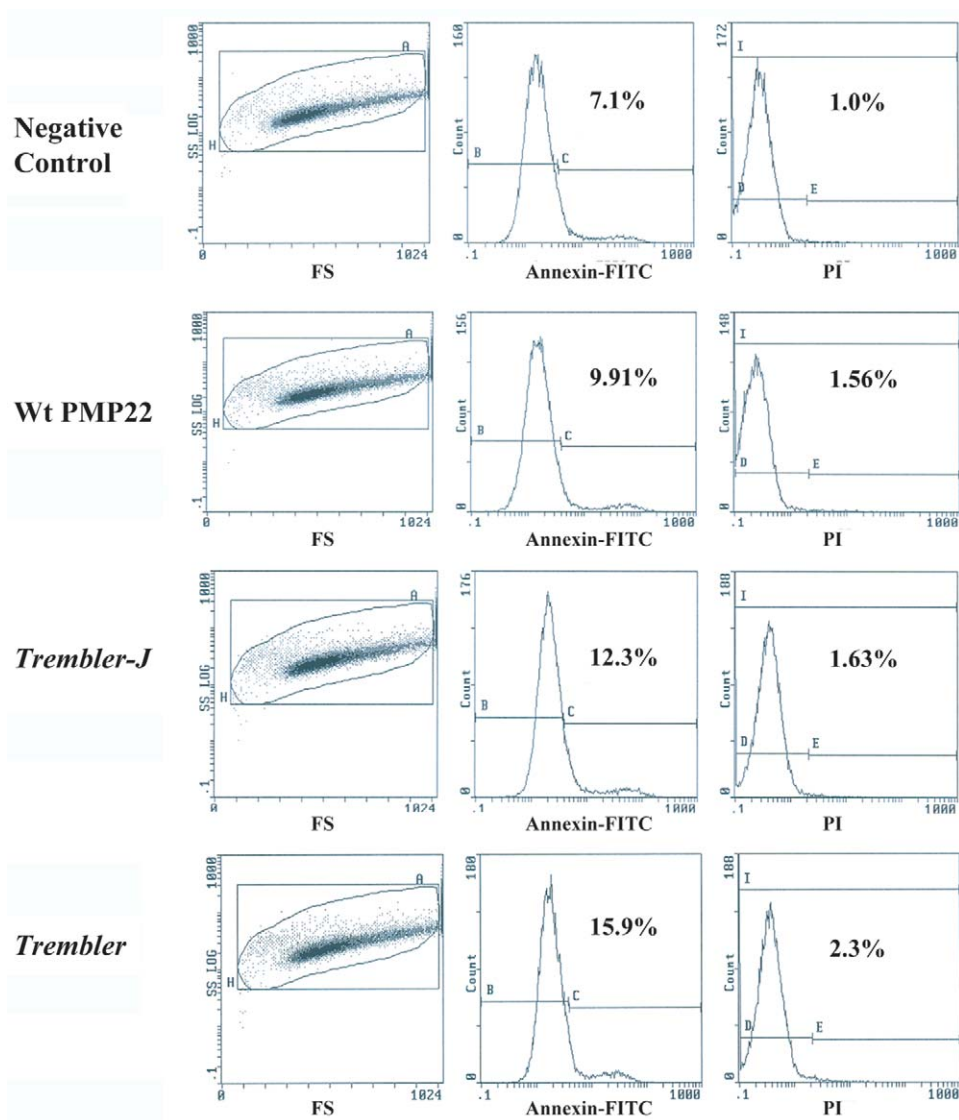 1000
A
H
SS LOG
.1
0
1024
FS
Negative
Control
160
Count
7.1%
B
C
0
.1
1000
Annexin-FITC
172
I
Count
1.0%
D
E
0
.1
1000
PI
Wt PMP22
1000
A
H
SS LOG
.1
0
1024
FS
156
Count
9.91%
B
C
0
.1
1000
Annexin-FITC
148
I
Count
1.56%
D
E
0
.1
1000
PI
Trembler-J
1000
A
H
SS LOG
.1
0
1024
FS
176
Count
12.3%
B
C
0
.1
1000
Annexin-FITC
188
I
Count
1.63%
D
E
0
.1
1000
PI
Trembler
1000
A
H
SS LOG
.1
0
1024
FS
180
Count
15.9%
B
C
0
.1
1000
Annexin-FITC
188
I
Count
2.3%
D
E
0
.1
1000
PI